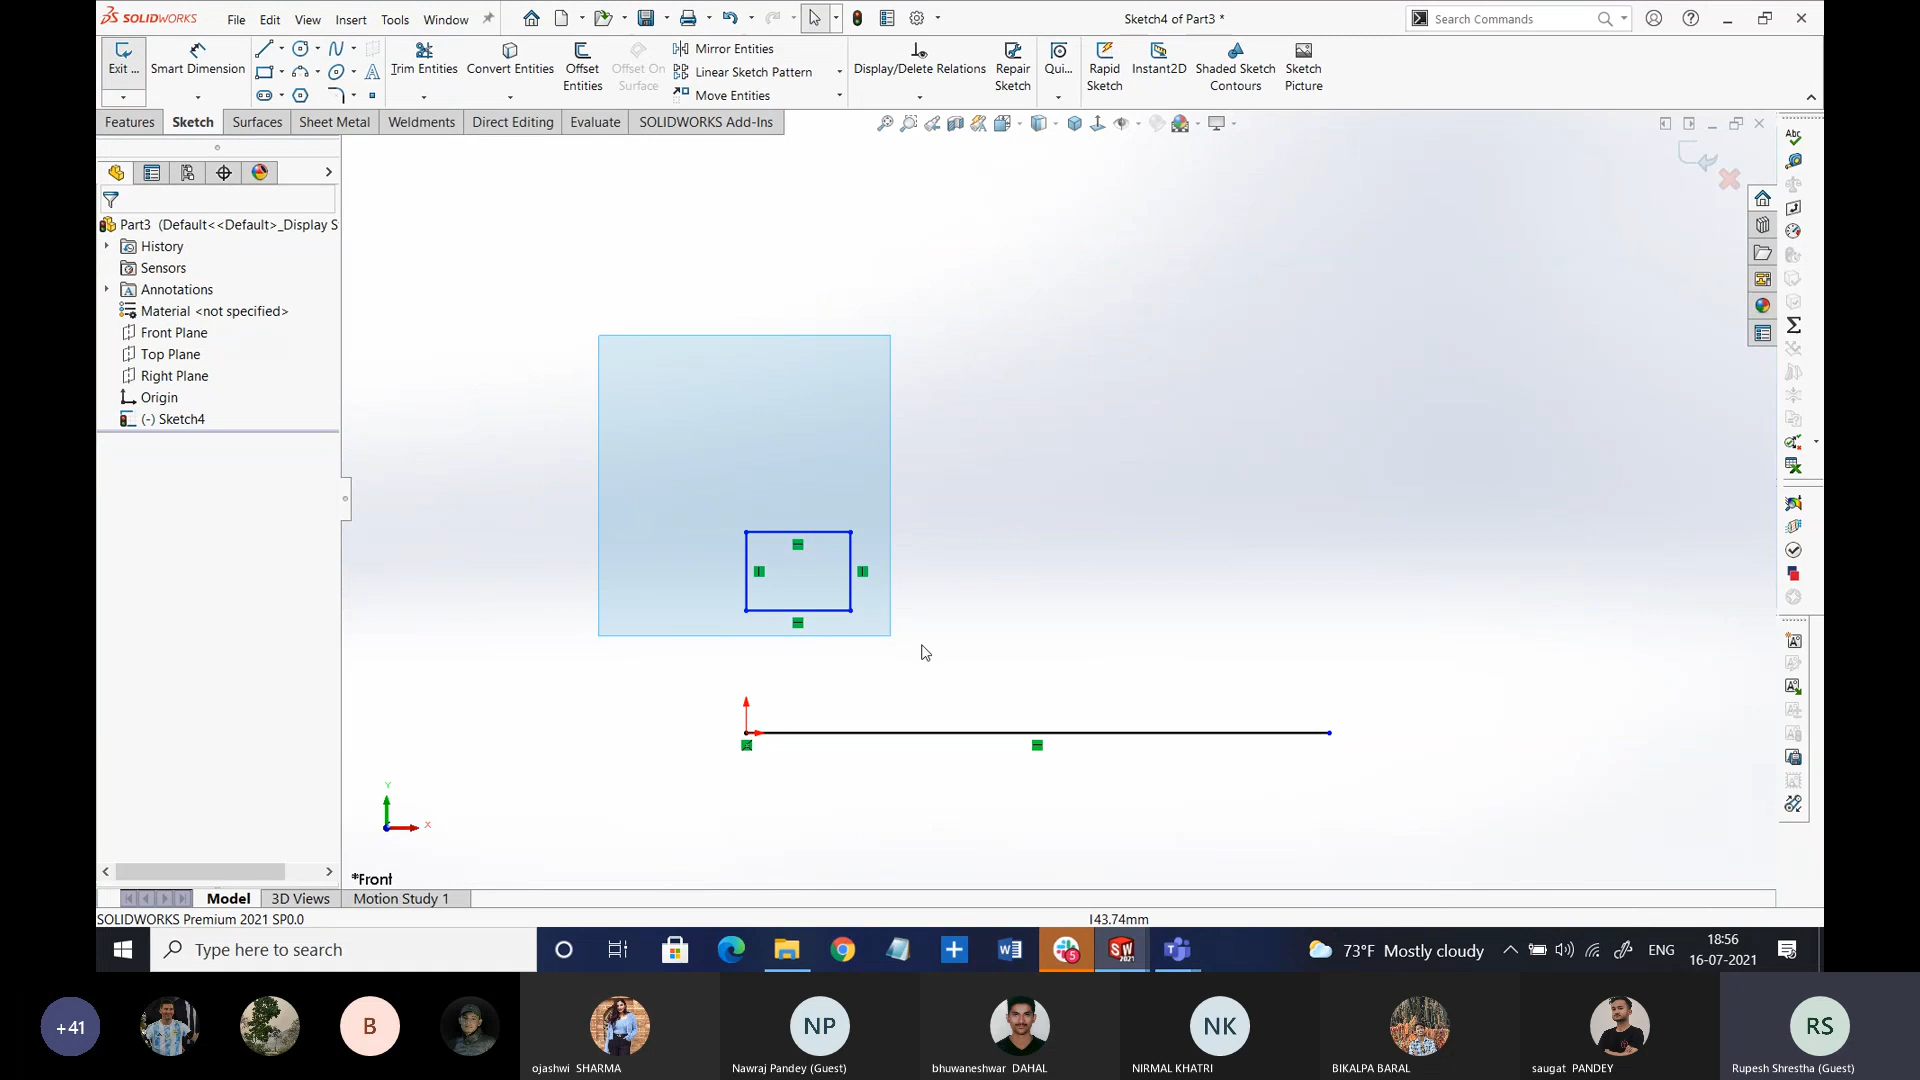 SOLIDWORKS File Edit View Insert Tools Window
Sketch4 of Part3 *
Search Commands
Exit ...
Smart Dimension
Trim Entities
Convert Entities
Offset Entities
Offset On Surface
Mirror Entities
Linear Sketch Pattern
Move Entities
Display/Delete Relations
Repair Sketch
Qui...
Rapid Sketch
Instant2D
Shaded Sketch Contours
Sketch Picture
Features Sketch Surfaces Sheet Metal Weldments Direct Editing Evaluate SOLIDWORKS Add-Ins
Part3 (Default<<Default>_Display S
History
Sensors
Annotations
Material <not specified>
Front Plane
Top Plane
Right Plane
Origin
(-) Sketch4
Y
X
*Front
Model 3D Views Motion Study 1
SOLIDWORKS Premium 2021 SP0.0
143.74mm
Type here to search
73°F Mostly cloudy
ENG
18:56
16-07-2021
+41
B
NP
NK
RS
ojashwi SHARMA
Nawraj Pandey (Guest)
bhuwaneshwar DAHAL
NIRMAL KHATRI
BIKALPA BARAL
saugat PANDEY
Rupesh Shrestha (Guest)